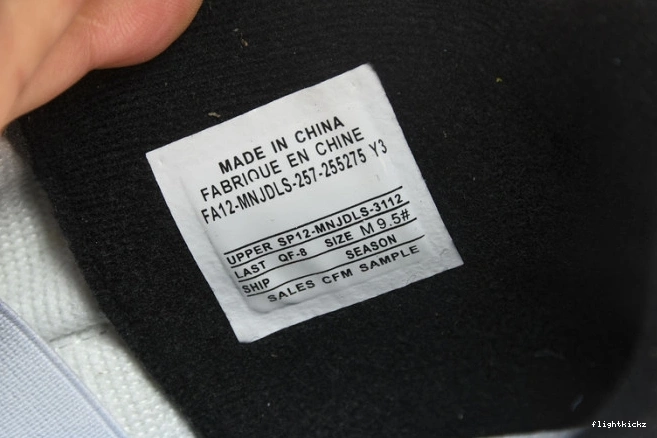 MADE IN CHINA
FABRIQUE EN CHINE
FA12-MNJDLS-257-255275 Y3
UPPER SP12-MNJDLS-3112
LAST QF-8 SIZE M 9.5#
SHIP SEASON
SALES CFM SAMPLE
flightkickz